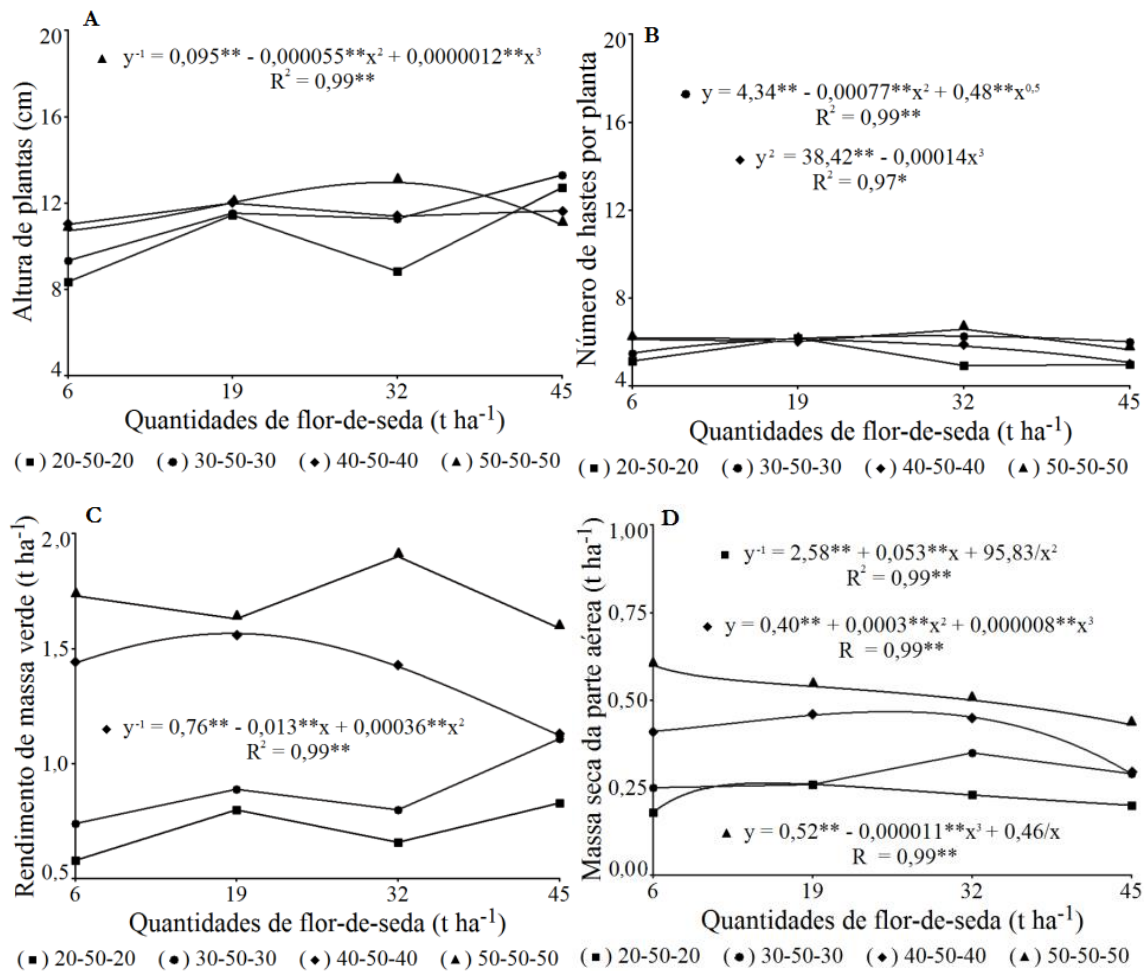 A
20
16
12
8
4
Altura de plantas (cm)
▲ y⁻¹ = 0,095** - 0,000055**x² + 0,0000012**x³
R² = 0,99**
6 19 32 45
Quantidades de flor-de-seda (t ha⁻¹)
(■) 20-50-20 (●) 30-50-30 (◆) 40-50-40 (▲) 50-50-50
B
20
16
12
8
4
Número de hastes por planta
● y = 4,34** - 0,00077**x² + 0,48**x⁰,⁵
R² = 0,99**
◆ y² = 38,42** - 0,00014x³
R² = 0,97*
6 19 32 45
Quantidades de flor-de-seda (t ha⁻¹)
(■) 20-50-20 (●) 30-50-30 (◆) 40-50-40 (▲) 50-50-50
C
2,0
1,5
1,0
0,5
Rendimento de massa verde (t ha⁻¹)
◆ y⁻¹ = 0,76** - 0,013**x + 0,00036**x²
R² = 0,99**
6 19 32 45
Quantidades de flor-de-seda (t ha⁻¹)
(■) 20-50-20 (●) 30-50-30 (◆) 40-50-40 (▲) 50-50-50
D
1,00
0,75
0,50
0,25
0,00
Massa seca da parte aérea (t ha⁻¹)
■ y⁻¹ = 2,58** + 0,053**x + 95,83/x²
R² = 0,99**
◆ y = 0,40** + 0,0003**x² + 0,000008**x³
R = 0,99**
▲ y = 0,52** - 0,000011**x³ + 0,46/x
R = 0,99**
6 19 32 45
Quantidades de flor-de-seda (t ha⁻¹)
(■) 20-50-20 (●) 30-50-30 (◆) 40-50-40 (▲) 50-50-50